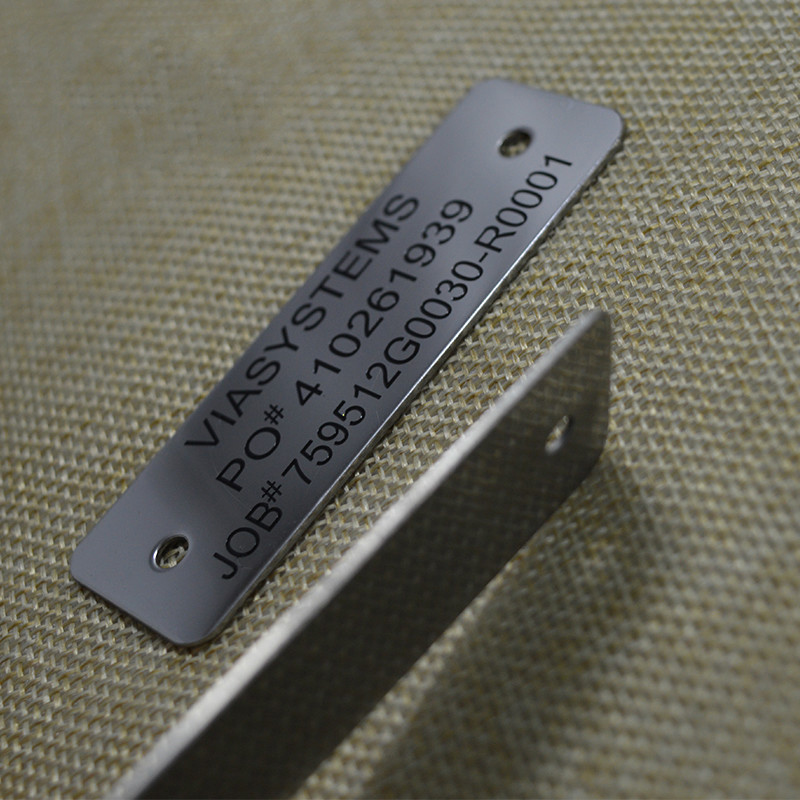 VIASYSTEMS
PO# 410261939
JOB# 759512G0030-R0001